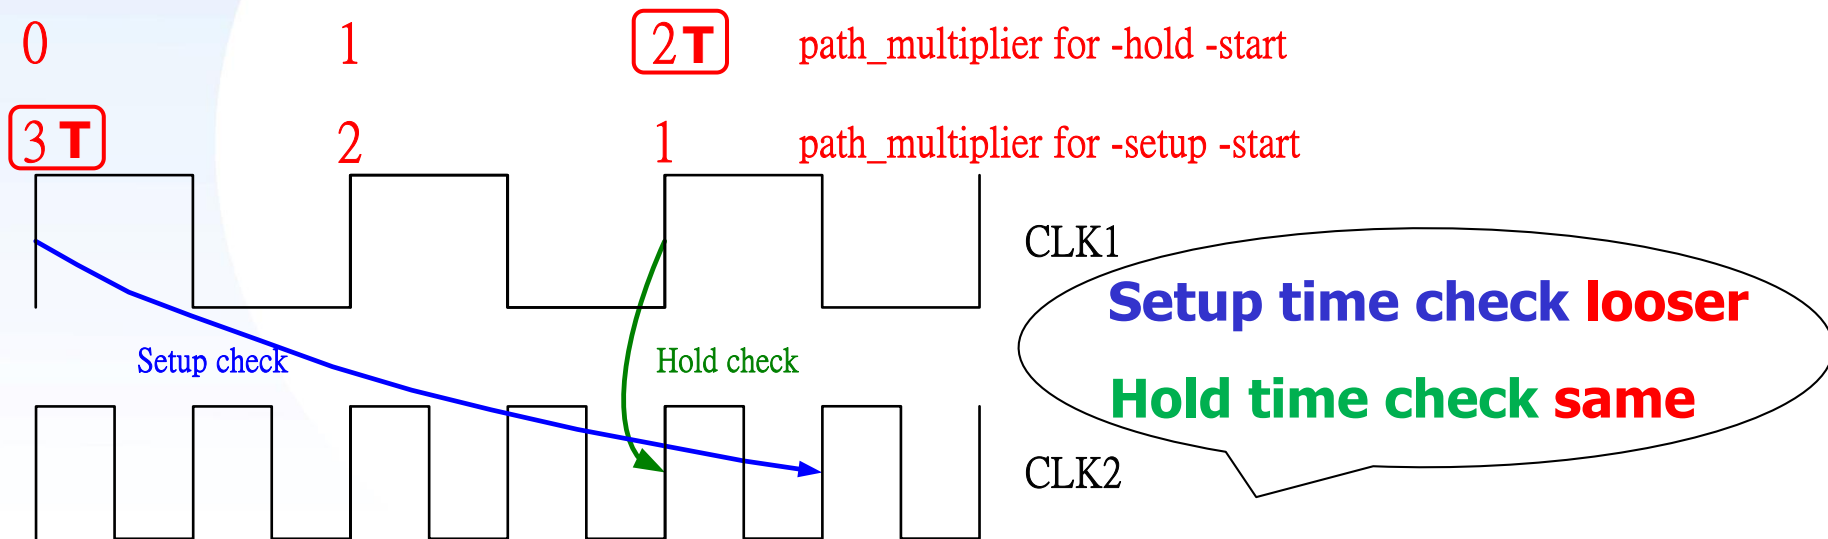 0 1 2T path_multiplier for -hold -start
3 T 2 1 path_multiplier for -setup -start
CLK1
Setup time check looser
Setup check Hold check
Hold time check same
CLK2